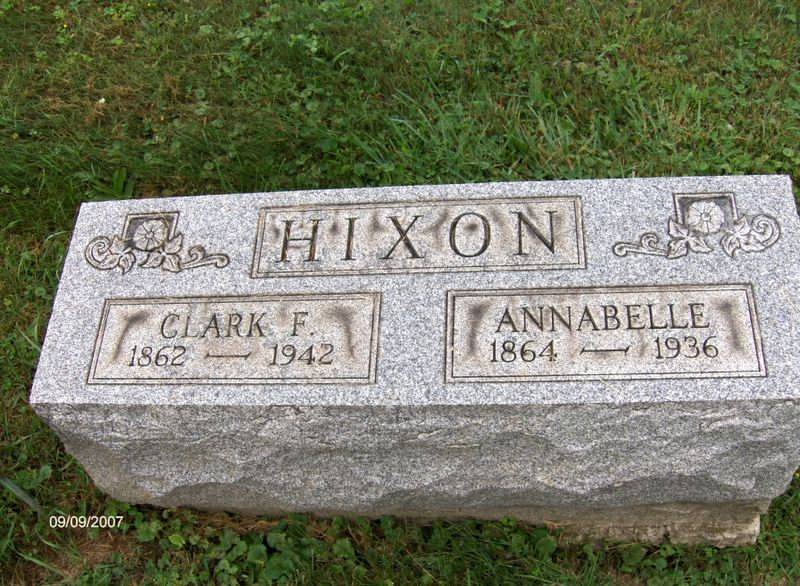 HIXON
CLARK F.
1862 — 1942
ANNABELLE
1864 — 1936
09/09/2007